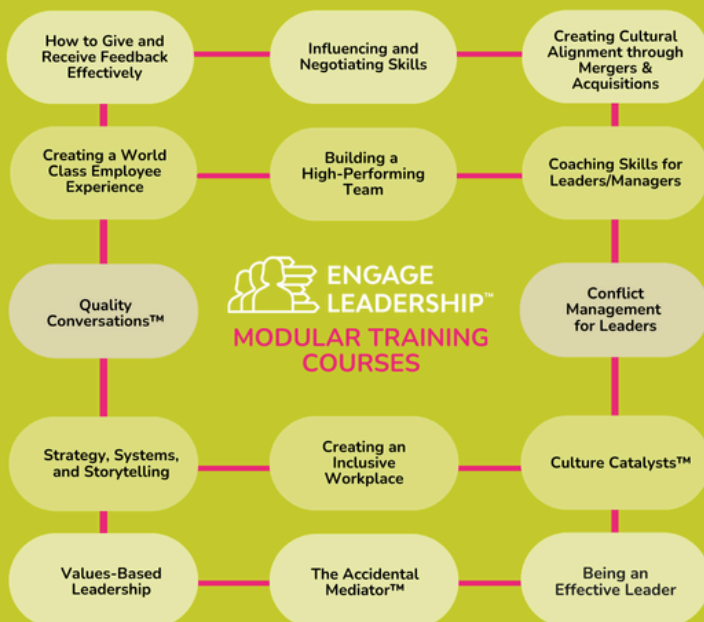 How to Give and
Receive Feedback
Effectively
Influencing and
Negotiating Skills
Creating Cultural
Alignment through
Mergers &
Acquisitions
Creating a World
Class Employee
Experience
Building a
High-Performing
Team
Coaching Skills for
Leaders/Managers
Quality
Conversations™
ENGAGE
LEADERSHIP™
MODULAR TRAINING
COURSES
Conflict
Management
for Leaders
Strategy, Systems,
and Storytelling
Creating an
Inclusive
Workplace
Culture Catalysts™
Values-Based
Leadership
The Accidental
Mediator™
Being an
Effective Leader